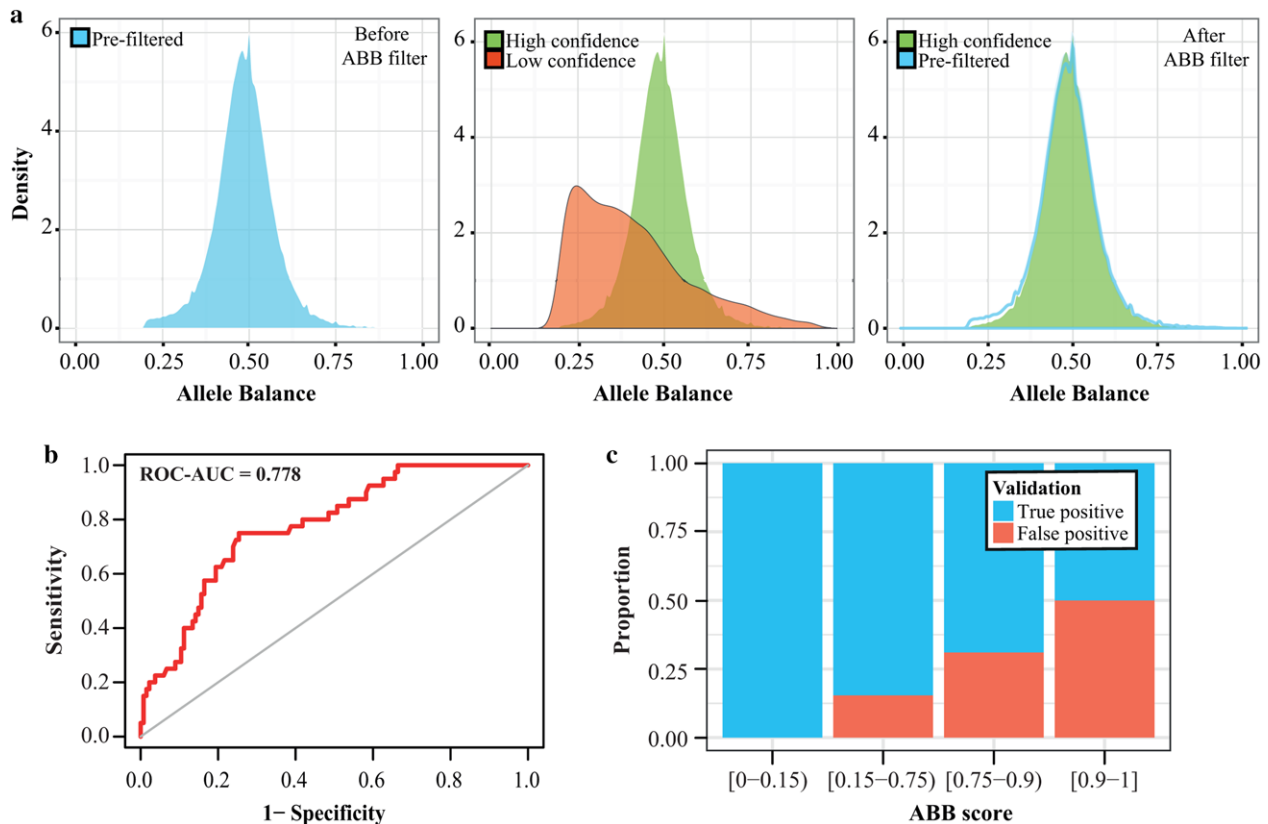 a
Pre-filtered
Before
ABB filter
High confidence
Low confidence
High confidence
Pre-filtered
After
ABB filter
Density
6
4
2
0
6
4
2
0
6
4
2
0
0.00 0.25 0.50 0.75 1.00
0.00 0.25 0.50 0.75 1.00
0.00 0.25 0.50 0.75 1.00
Allele Balance
Allele Balance
Allele Balance
b
ROC-AUC = 0.778
Sensitivity
1.0
0.8
0.6
0.4
0.2
0.0
0.0 0.2 0.4 0.6 0.8 1.0
1− Specificity
c
Validation
True positive
False positive
Proportion
1.00
0.75
0.50
0.25
0.00
[0−0.15) [0.15−0.75) [0.75−0.9) [0.9−1]
ABB score